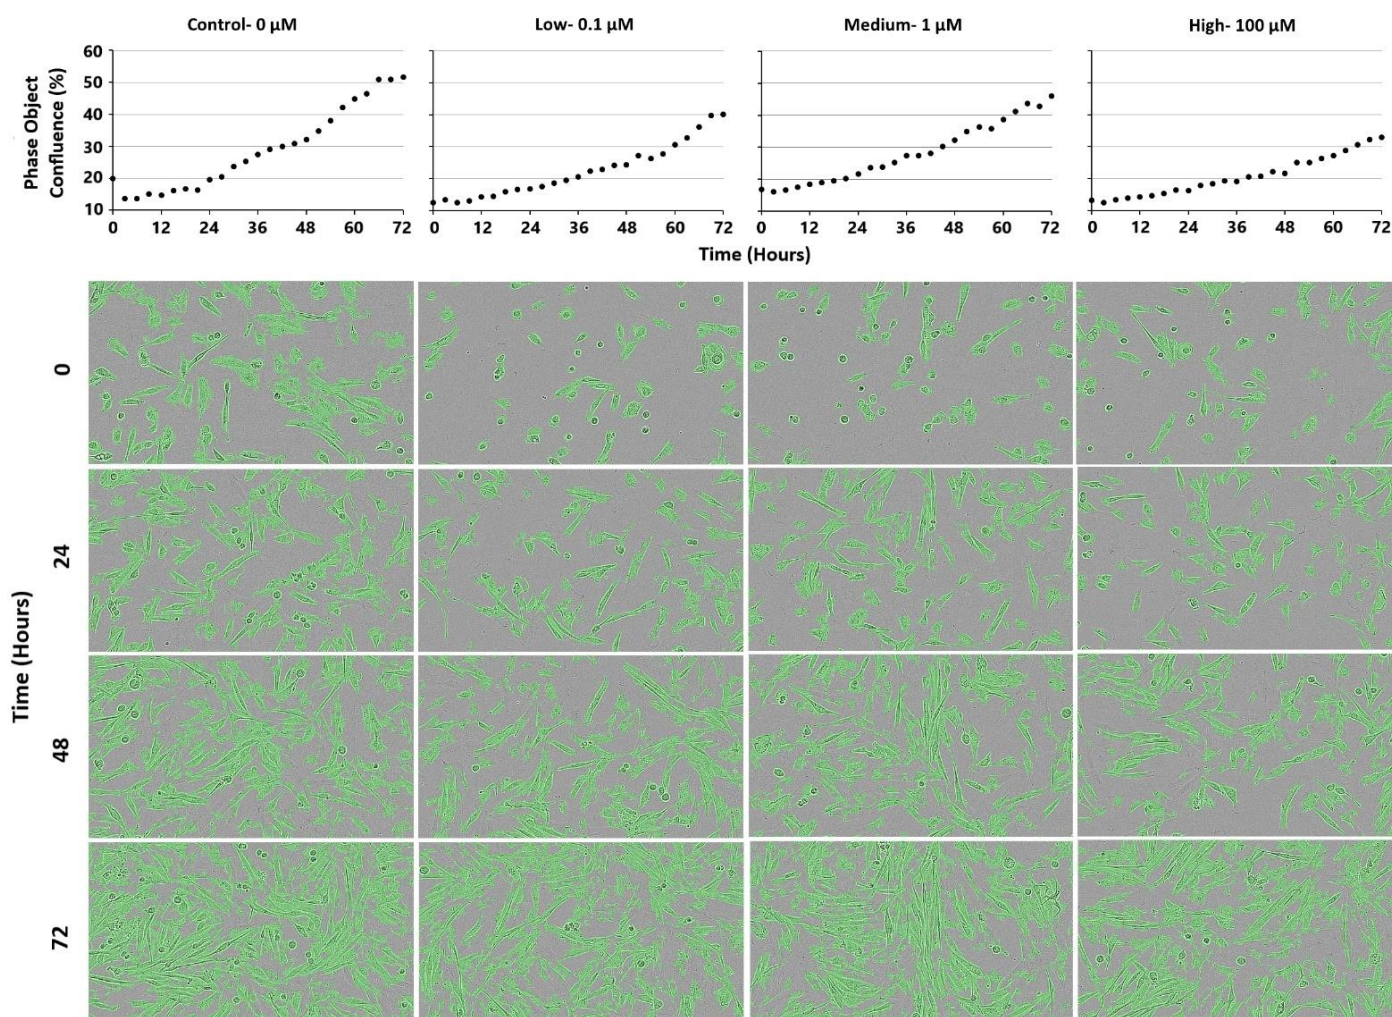 Control- 0 µM
Low- 0.1 µM
Medium- 1 µM
High- 100 µM
Phase Object
Confluence (%)
60
50
40
30
20
10
0 12 24 36 48 60 72
0 12 24 36 48 60 72
0 12 24 36 48 60 72
0 12 24 36 48 60 72
Time (Hours)
Time (Hours)
0
24
48
72